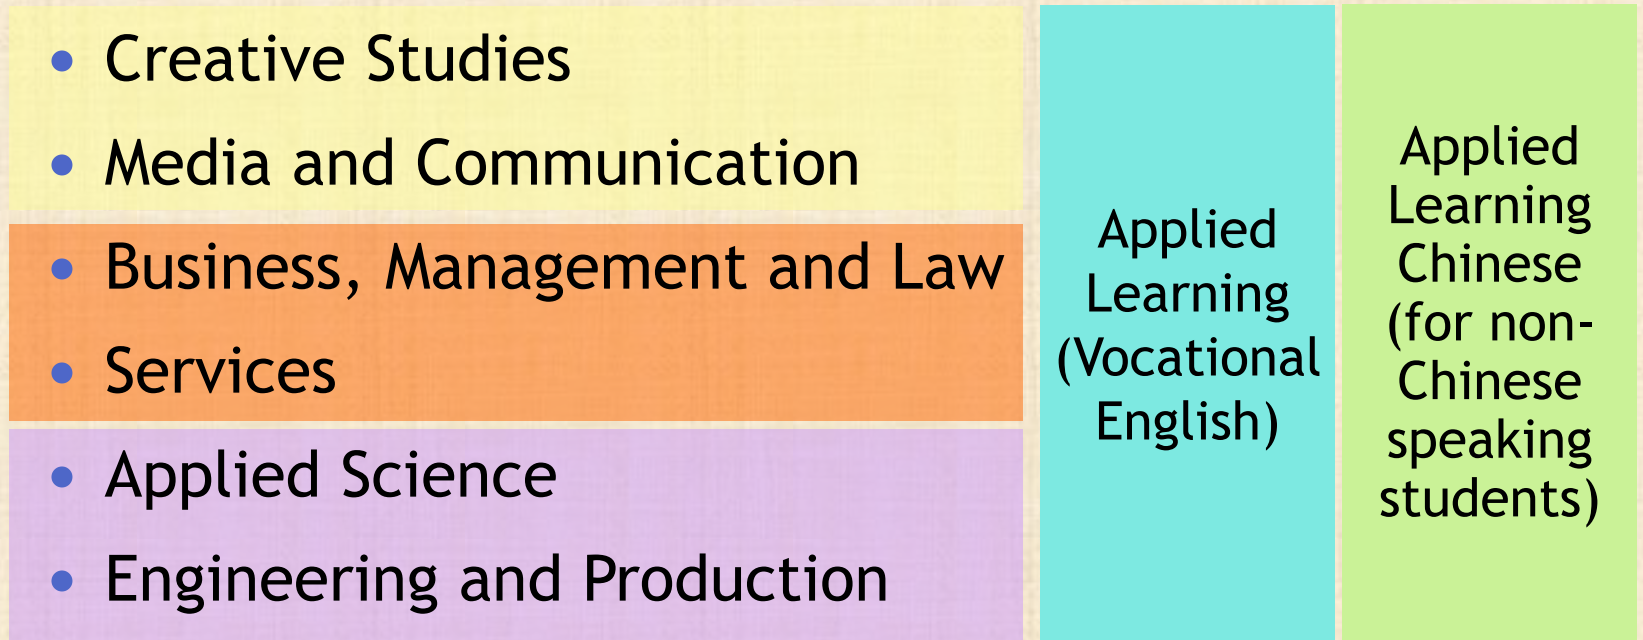 • Creative Studies
• Media and Communication
• Business, Management and Law
• Services
• Applied Science
• Engineering and Production
Applied
Learning
(Vocational
English)
Applied
Learning
Chinese
(for non-
Chinese
speaking
students)